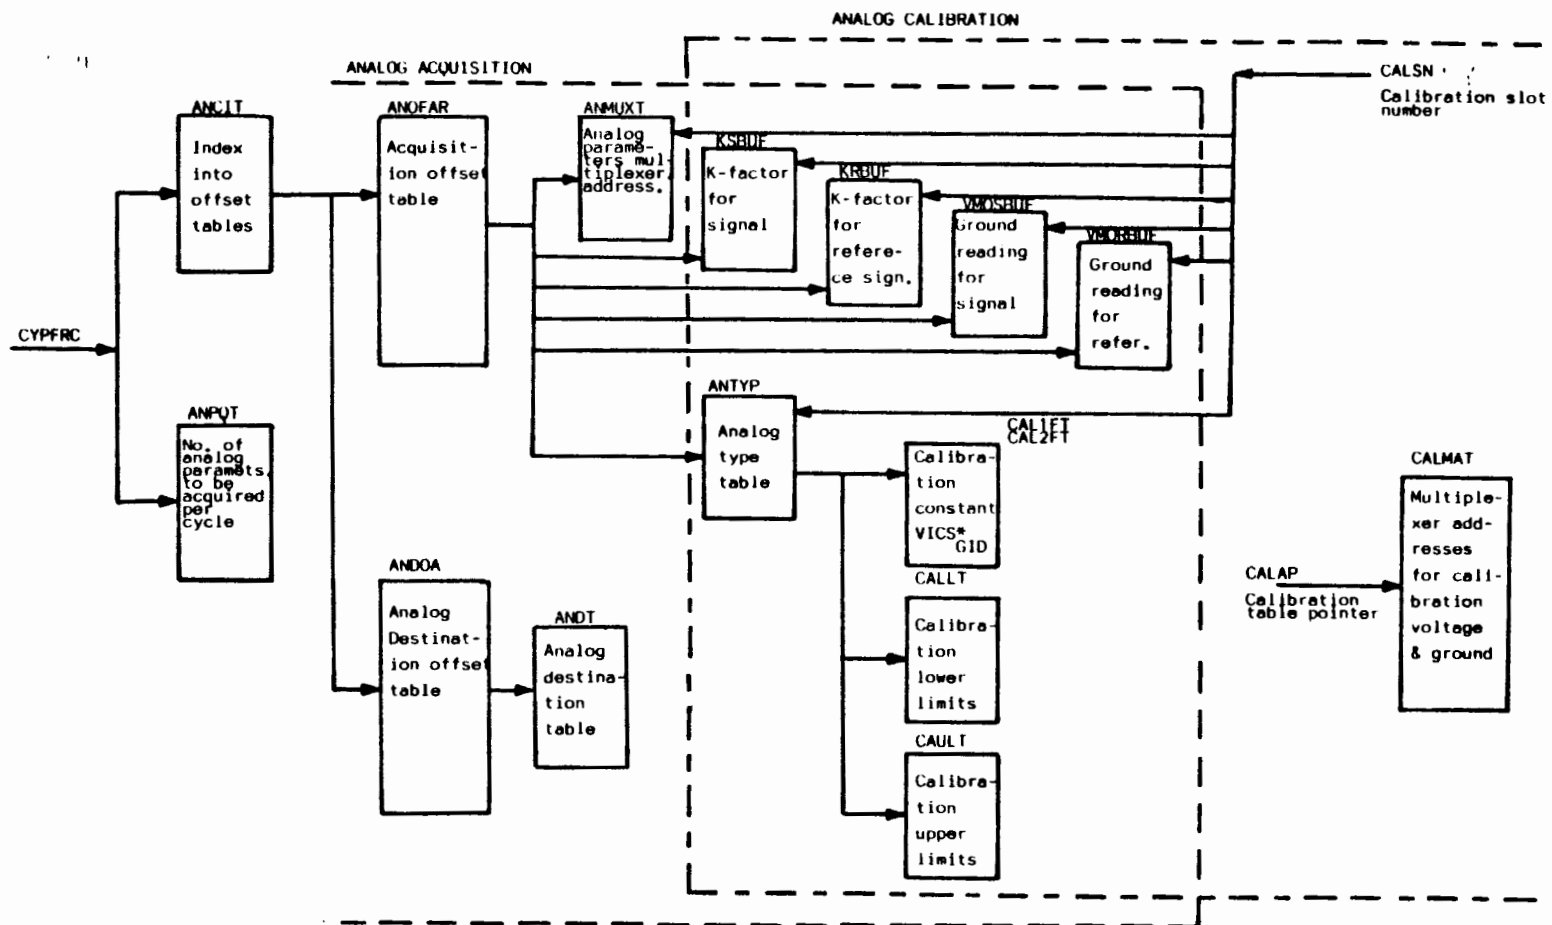 ANALOG CALIBRATION
ANALOG ACQUISITION
CALSN
Calibration slot
number
ANCIT
Index
into
offset
tables
ANOFAR
Acquisit-
ion offset
table
ANMUXT
Analog
parame-
ters mul-
tiplexer
address.
KSBUF
K-factor
for
signal
KRBUF
K-factor
for
refere-
ce sign.
VMOSBUF
Ground
reading
for
signal
VMORBUF
Ground
reading
for
refer.
CYPFRC
ANPQT
No. of
analog
paramets.
to be
acquired
per
cycle
ANTYP
Analog
type
table
CAL1FT
CAL2FT
Calibra-
tion
constant
VICS*
GID
CALMAT
Multiple-
xer add-
resses
for cali-
bration
voltage
& ground
CALAP
Calibration
table pointer
ANDOA
Analog
Destinat-
ion offset
table
ANDT
Analog
destina-
tion
table
CALLT
Calibra-
tion
lower
limits
CAULT
Calibra-
tion
upper
limits